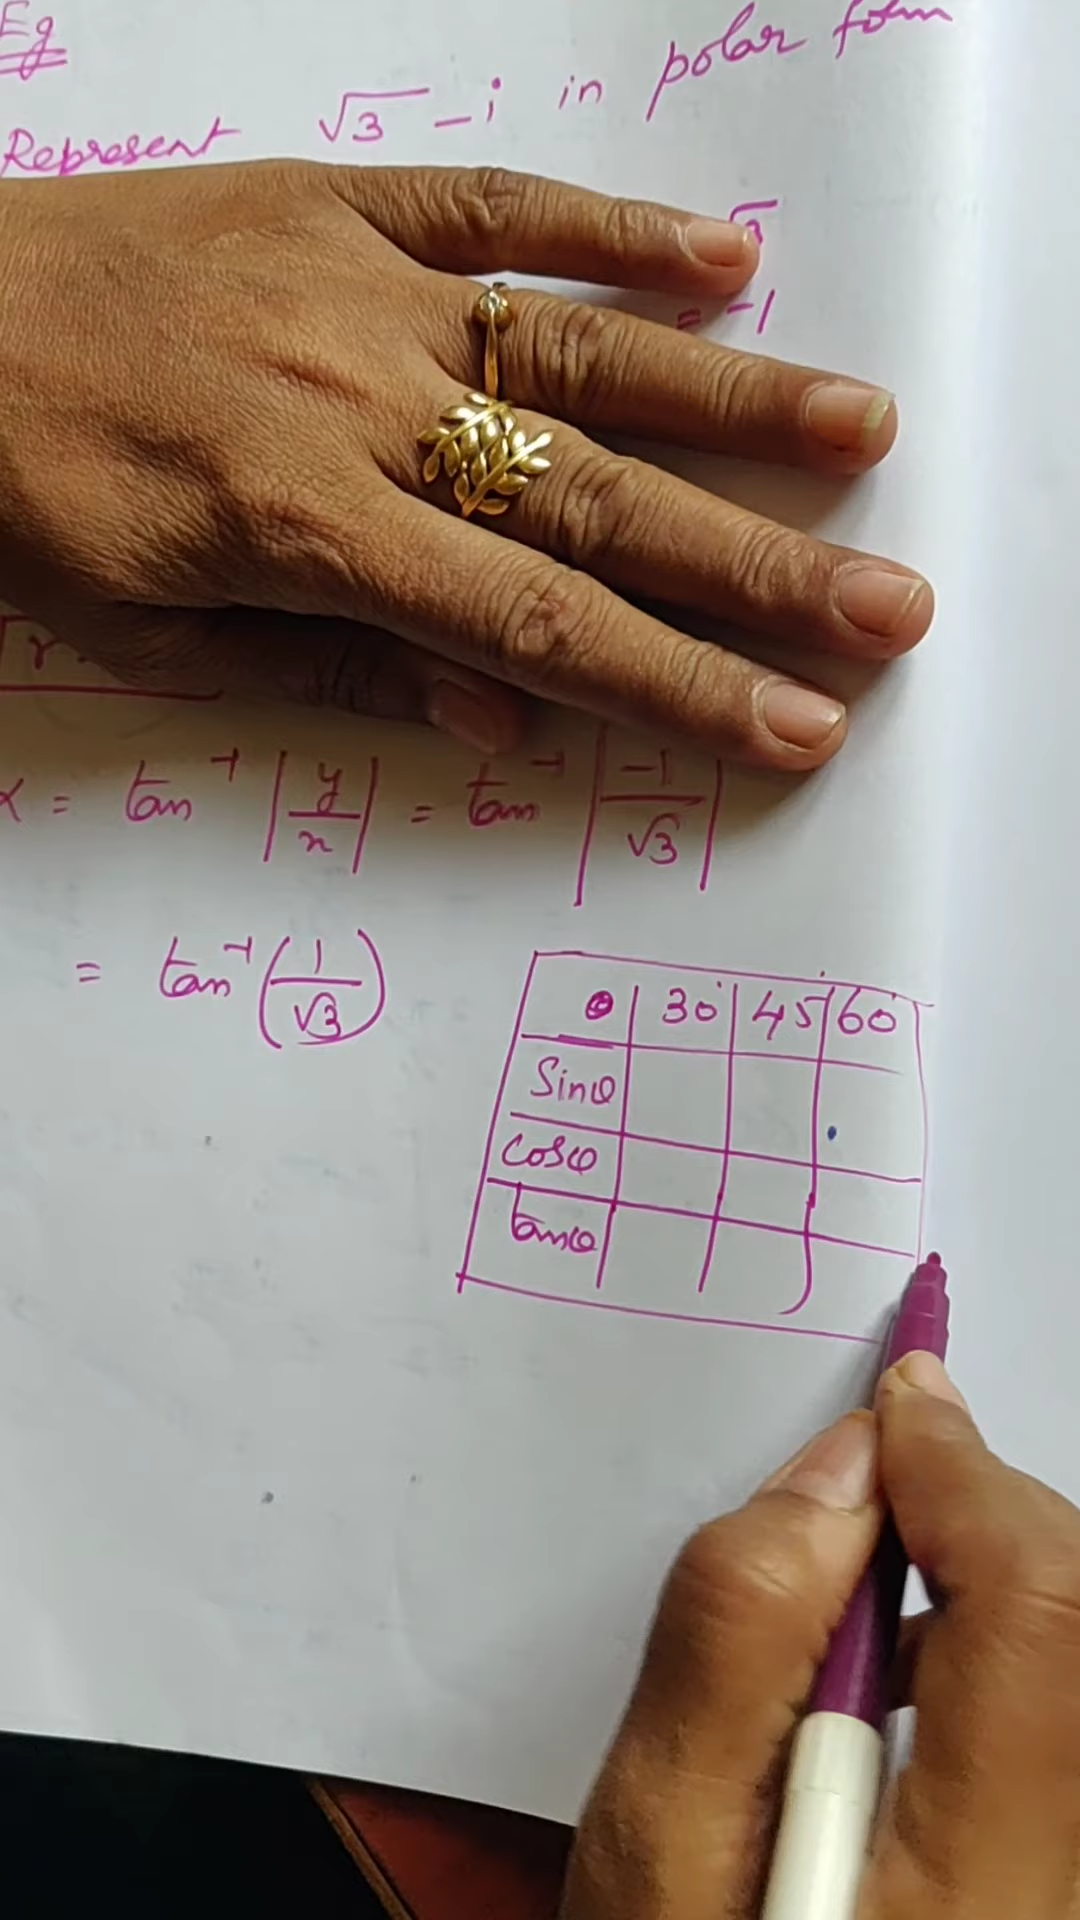 Eg
Represent √3 - i in polar form
√3
= -1
√r
α = tan⁻¹ |y/x| = tan⁻¹ |-1/√3|
= tan⁻¹ (1/√3)
θ 30° 45° 60°
Sinθ
Cosθ
tanθ